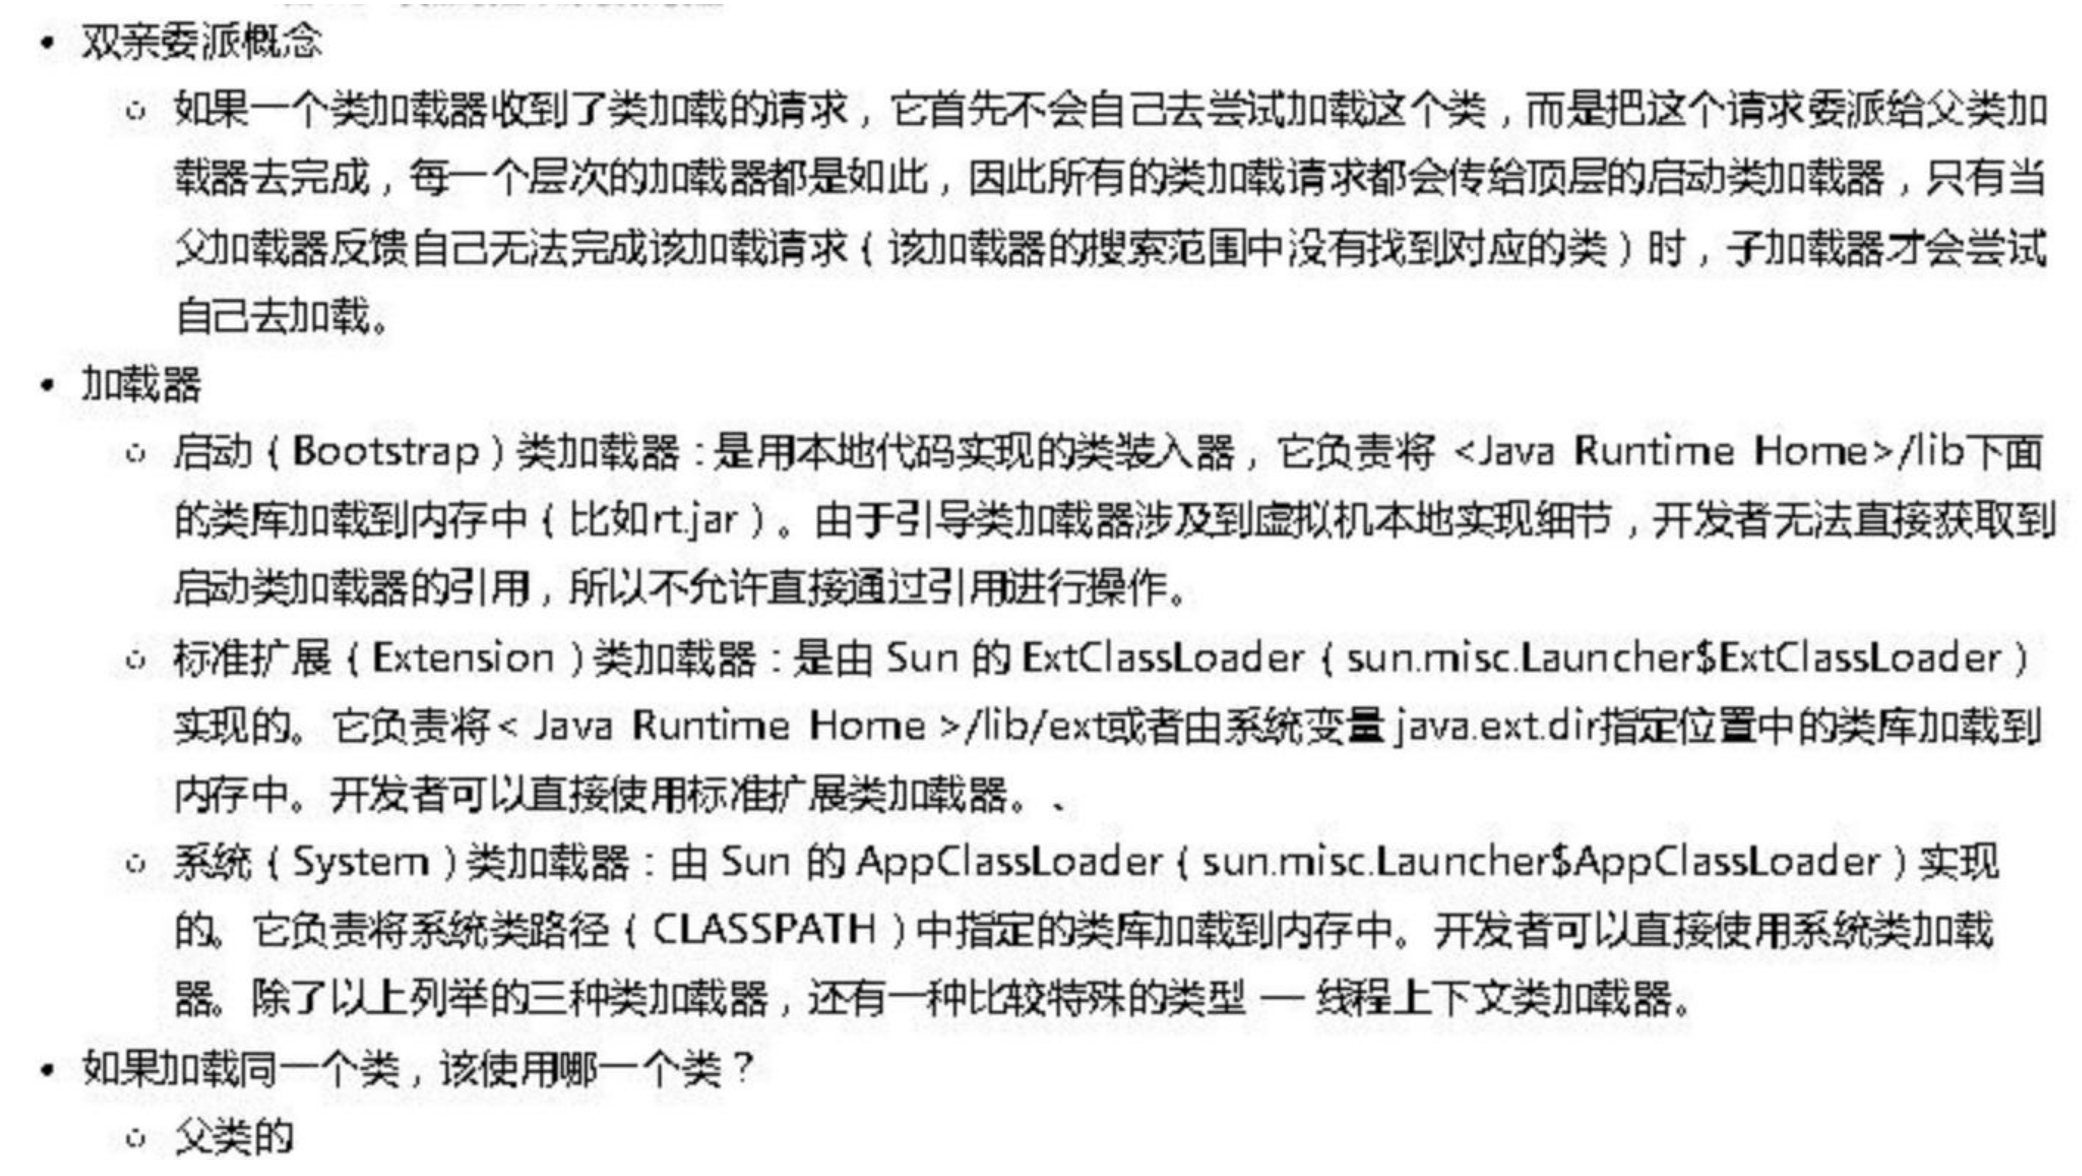 • 双亲委派概念
o 如果一个类加载器收到了类加载的请求，它首先不会自己去尝试加载这个类，而是把这个请求委派给父类加
载器去完成，每一个层次的加载器都是如此，因此所有的类加载请求都会传给顶层的启动类加载器，只有当
父加载器反馈自己无法完成该加载请求（该加载器的搜索范围中没有找到对应的类）时，子加载器才会尝试
自己去加载。
• 加载器
o 启动（Bootstrap）类加载器：是用本地代码实现的类装入器，它负责将 <Java Runtime Home>/lib下面
的类库加载到内存中（比如rt.jar）。由于引导类加载器涉及到虚拟机本地实现细节，开发者无法直接获取到
启动类加载器的引用，所以不允许直接通过引用进行操作。
o 标准扩展（Extension）类加载器：是由 Sun 的 ExtClassLoader（sun.misc.Launcher$ExtClassLoader）
实现的。它负责将< Java Runtime Home >/lib/ext或者由系统变量 java.ext.dir指定位置中的类库加载到
内存中。开发者可以直接使用标准扩展类加载器。、
o 系统（System）类加载器：由 Sun 的 AppClassLoader（sun.misc.Launcher$AppClassLoader）实现
的。它负责将系统类路径（CLASSPATH）中指定的类库加载到内存中。开发者可以直接使用系统类加载
器。除了以上列举的三种类加载器，还有一种比较特殊的类型 — 线程上下文类加载器。
• 如果加载同一个类，该使用哪一个类？
o 父类的